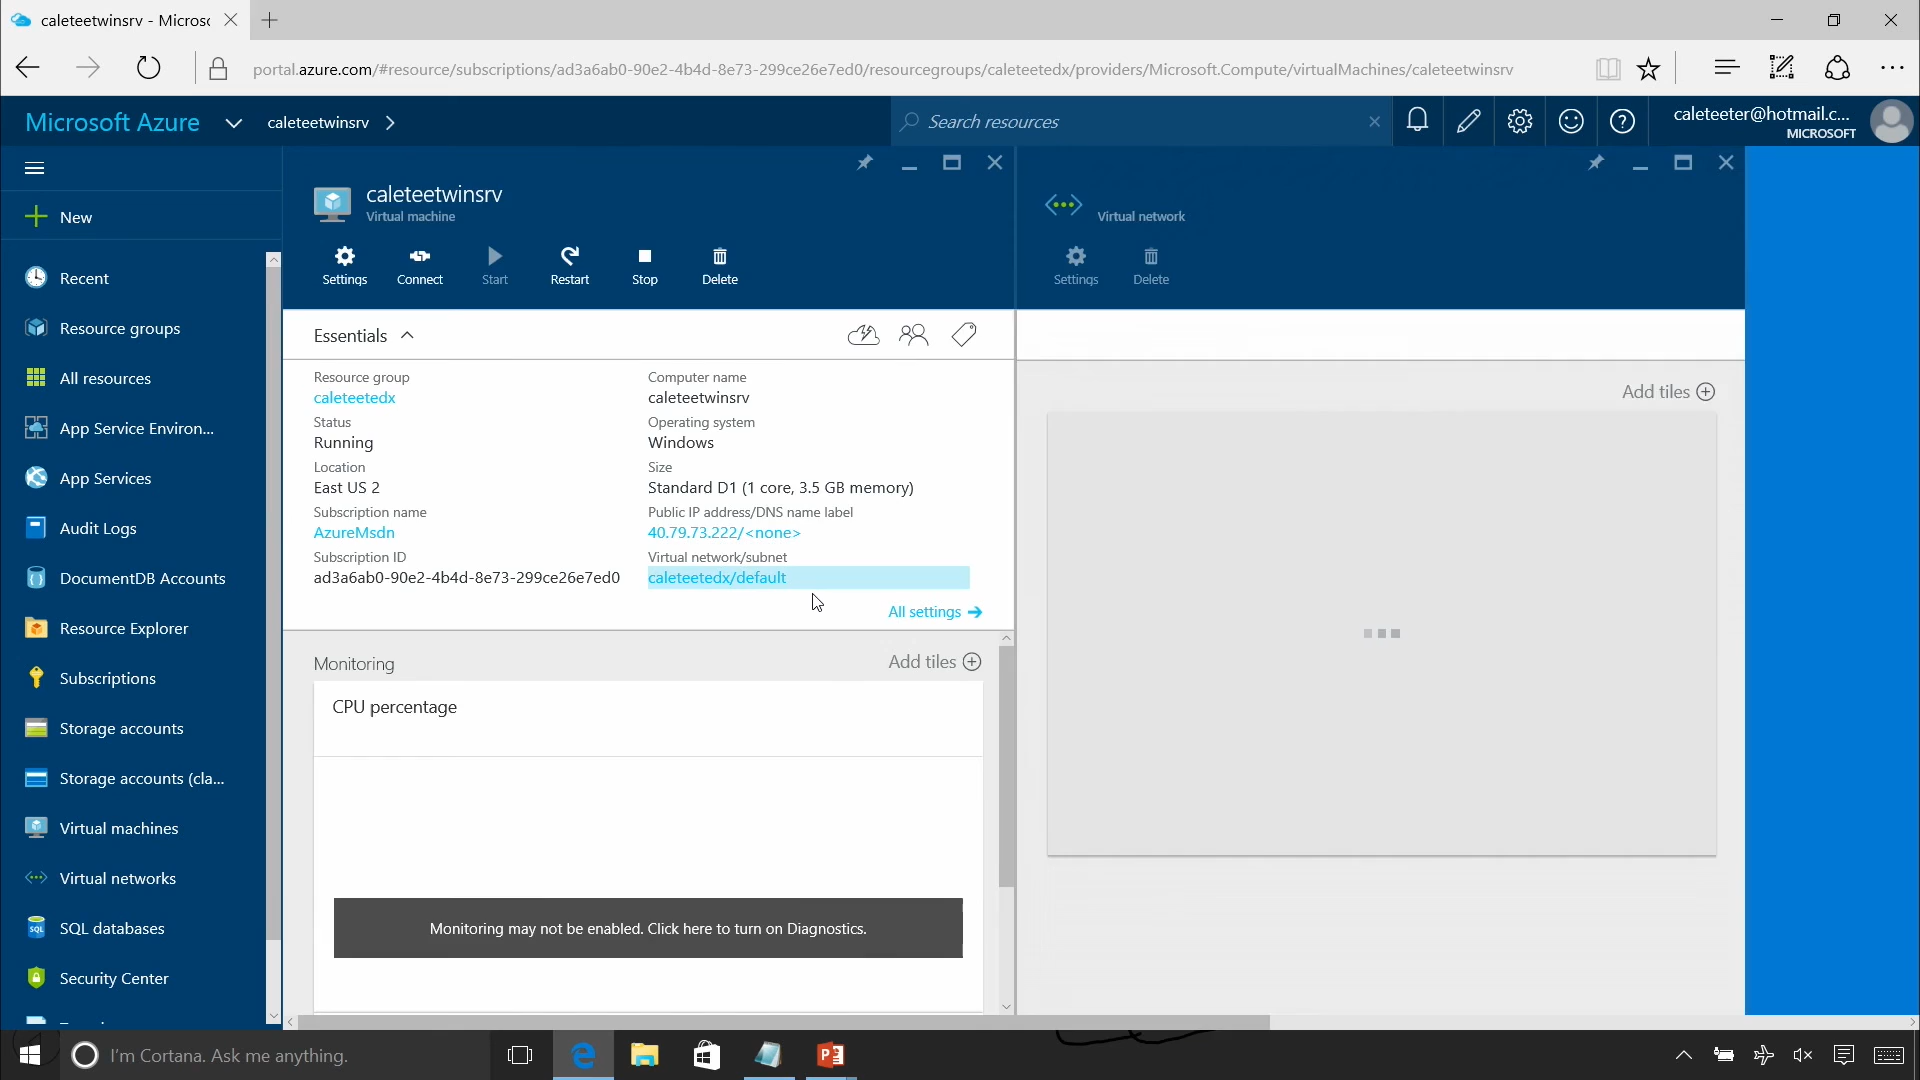 caleteetwinsrv - Micros
portal.azure.com/#resource/subscriptions/ad3a6ab0-90e2-4b4d-8e73-299ce26e7ed0/resourcegroups/caleteetedx/providers/Microsoft.Compute/virtualMachines/caleteetwinsrv
Microsoft Azure
caleteetwinsrv
Search resources
caleteeter@hotmail.c...
MICROSOFT
New
Recent
Resource groups
All resources
App Service Environ...
App Services
Audit Logs
DocumentDB Accounts
Resource Explorer
Subscriptions
Storage accounts
Storage accounts (cla...
Virtual machines
Virtual networks
SQL databases
Security Center
caleteetwinsrv
Virtual machine
Settings
Connect
Start
Restart
Stop
Delete
Essentials
Resource group
caleteetedx
Status
Running
Location
East US 2
Subscription name
AzureMsdn
Subscription ID
ad3a6ab0-90e2-4b4d-8e73-299ce26e7ed0
Computer name
caleteetwinsrv
Operating system
Windows
Size
Standard D1 (1 core, 3.5 GB memory)
Public IP address/DNS name label
40.79.73.222/<none>
Virtual network/subnet
caleteetedx/default
All settings
Monitoring
Add tiles
CPU percentage
Monitoring may not be enabled. Click here to turn on Diagnostics.
Virtual network
Settings
Delete
Add tiles
I'm Cortana. Ask me anything.